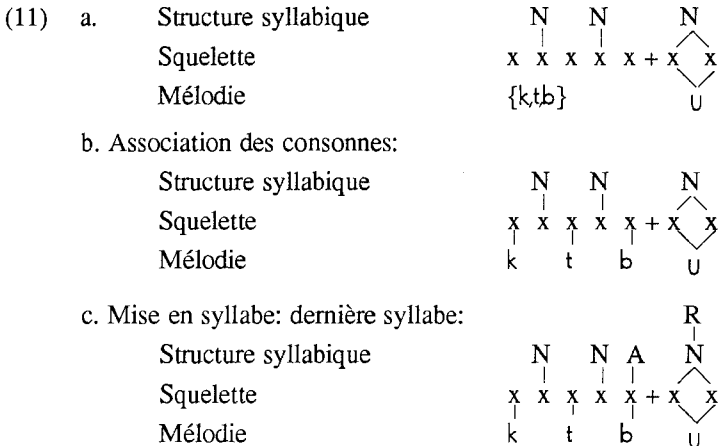 (11) a. Structure syllabique N N N
Squelette x x x x x + x x
Mélodie {k,t,b} U
b. Association des consonnes:
Structure syllabique N N N
Squelette x x x x x + x x
Mélodie k t b U
c. Mise en syllabe: dernière syllabe: R
Structure syllabique N N A N
Squelette x x x x x + x x
Mélodie k t b U